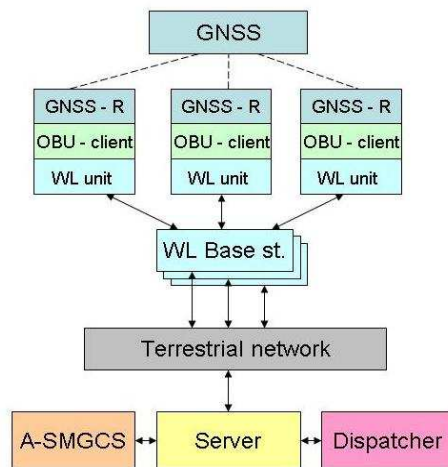 GNSS
GNSS - R
GNSS - R
GNSS - R
OBU - client
OBU - client
OBU - client
WL unit
WL unit
WL unit
WL Base st.
Terrestrial network
A-SMGCS
Server
Dispatcher